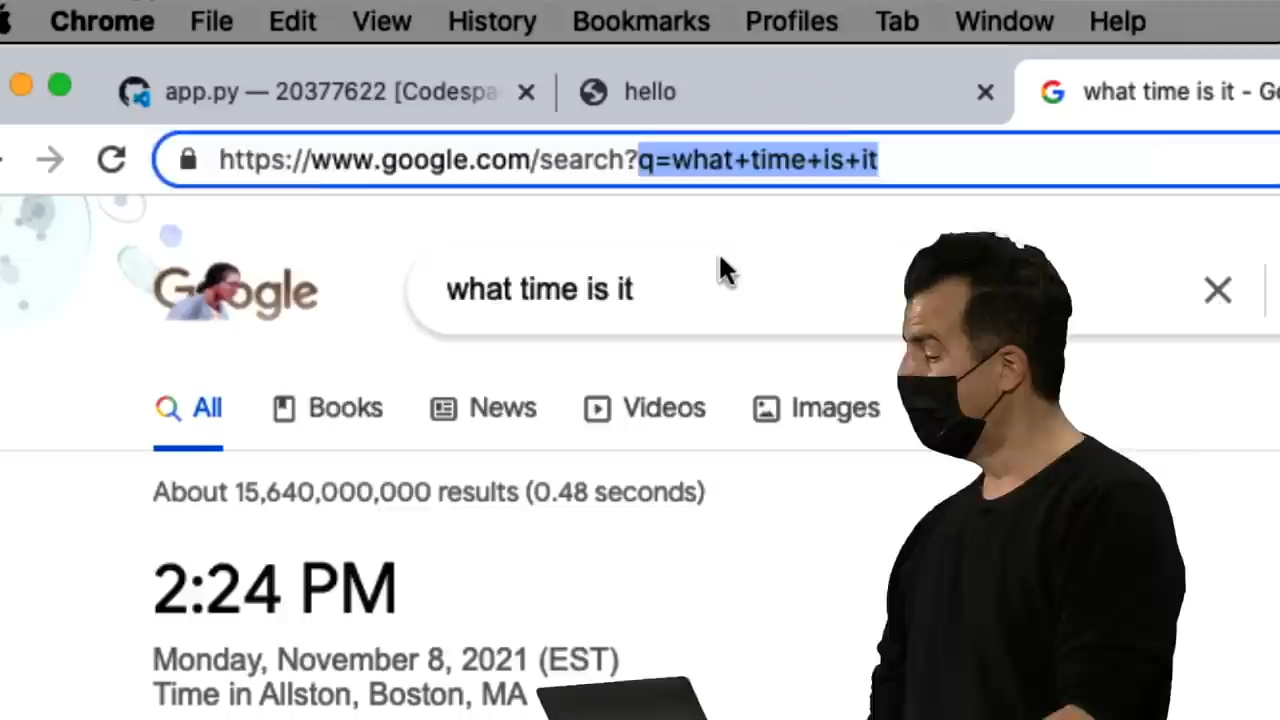 Chrome File Edit View History Bookmarks Profiles Tab Window Help
app.py — 20377622 [Codespa
hello
what time is it - Go
https://www.google.com/search?q=what+time+is+it
Google
what time is it
All Books News Videos Images
About 15,640,000,000 results (0.48 seconds)
2:24 PM
Monday, November 8, 2021 (EST)
Time in Allston, Boston, MA